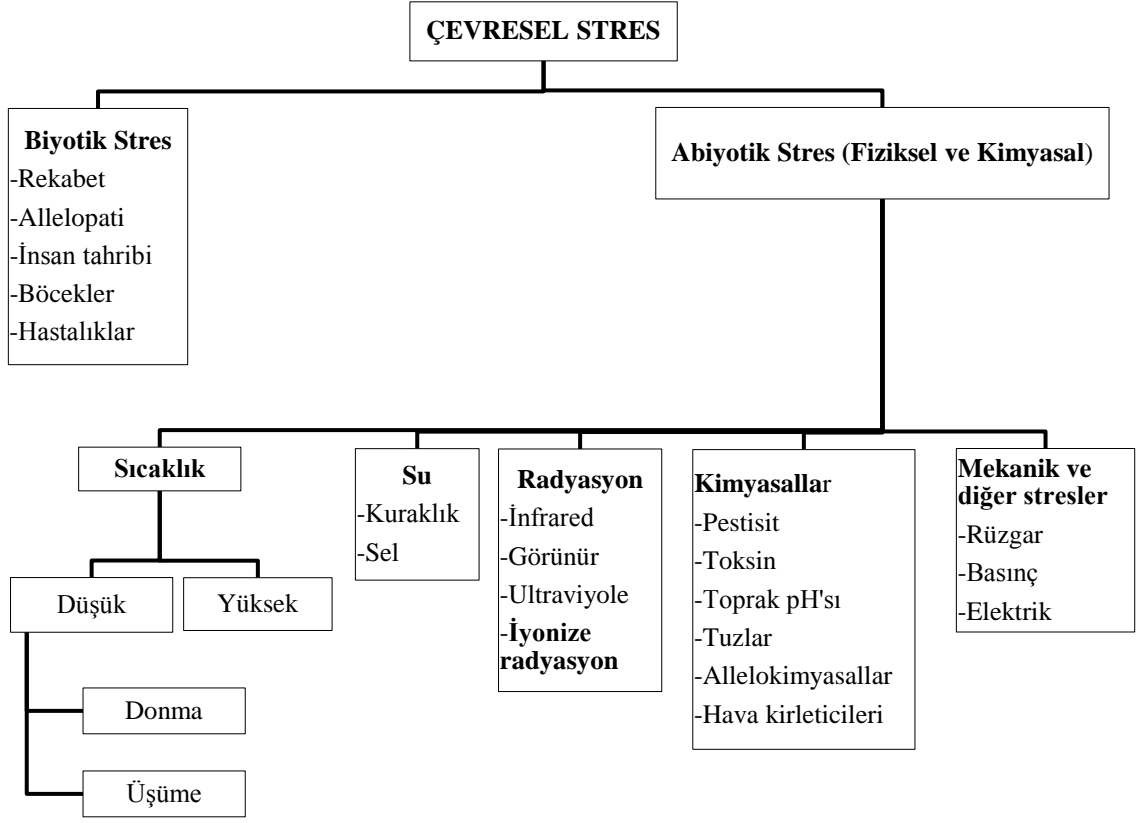 ÇEVRESEL STRES
Biyotik Stres
-Rekabet
-Allelopati
-İnsan tahribi
-Böcekler
-Hastalıklar
Abiyotik Stres (Fiziksel ve Kimyasal)
Sıcaklık
Düşük
Yüksek
Donma
Üşüme
Su
-Kuraklık
-Sel
Radyasyon
-İnfrared
-Görünür
-Ultraviyole
-İyonize
radyasyon
Kimyasallar
-Pestisit
-Toksin
-Toprak pH'sı
-Tuzlar
-Allelokimyasallar
-Hava kirleticileri
Mekanik ve
diğer stresler
-Rüzgar
-Basınç
-Elektrik